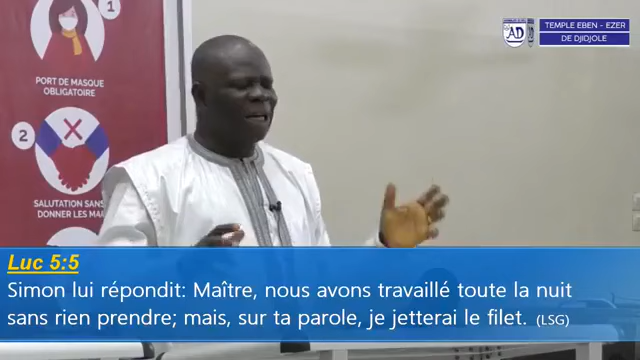 1
TEMPLE EBEN - EZER
AD
DE DJIDJOLE
PORT DE MASQUE
OBLIGATOIRE
2
SALUTATION SANS
DONNER LES
Luc 5:5
Simon lui répondit: Maître, nous avons travaillé toute la nuit
sans rien prendre; mais, sur ta parole, je jetterai le filet. (LSG)